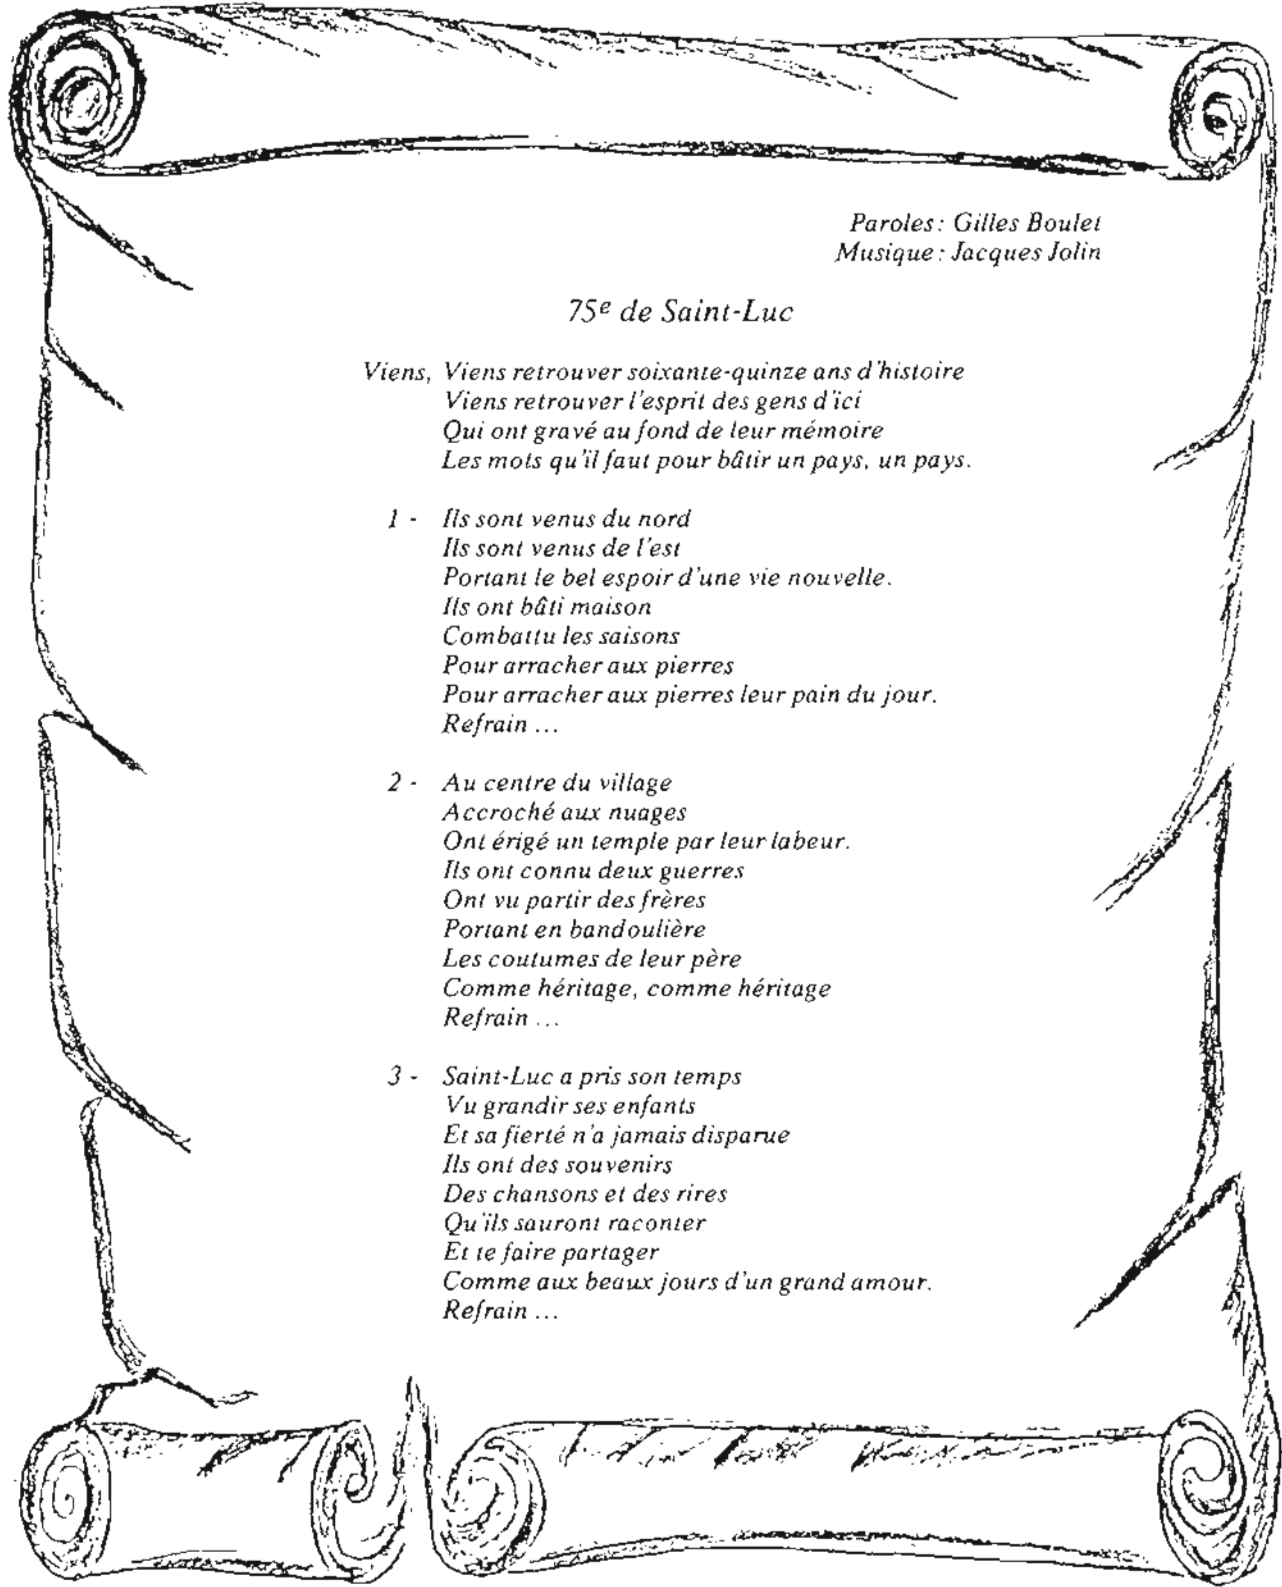 Paroles: Gilles Boulet
Musique: Jacques Jolin
75e de Saint-Luc
Viens, Viens retrouver soixante-quinze ans d'histoire
Viens retrouver l'esprit des gens d'ici
Qui ont gravé au fond de leur mémoire
Les mots qu'il faut pour bâtir un pays, un pays.
1 - Ils sont venus du nord
Ils sont venus de l'est
Portant le bel espoir d'une vie nouvelle.
Ils ont bâti maison
Combattu les saisons
Pour arracher aux pierres
Pour arracher aux pierres leur pain du jour.
Refrain ...
2 - Au centre du village
Accroché aux nuages
Ont érigé un temple par leur labeur.
Ils ont connu deux guerres
Ont vu partir des frères
Portant en bandoulière
Les coutumes de leur père
Comme héritage, comme héritage
Refrain ...
3 - Saint-Luc a pris son temps
Vu grandir ses enfants
Et sa fierté n'a jamais disparue
Ils ont des souvenirs
Des chansons et des rires
Qu'ils sauront raconter
Et te faire partager
Comme aux beaux jours d'un grand amour.
Refrain ...